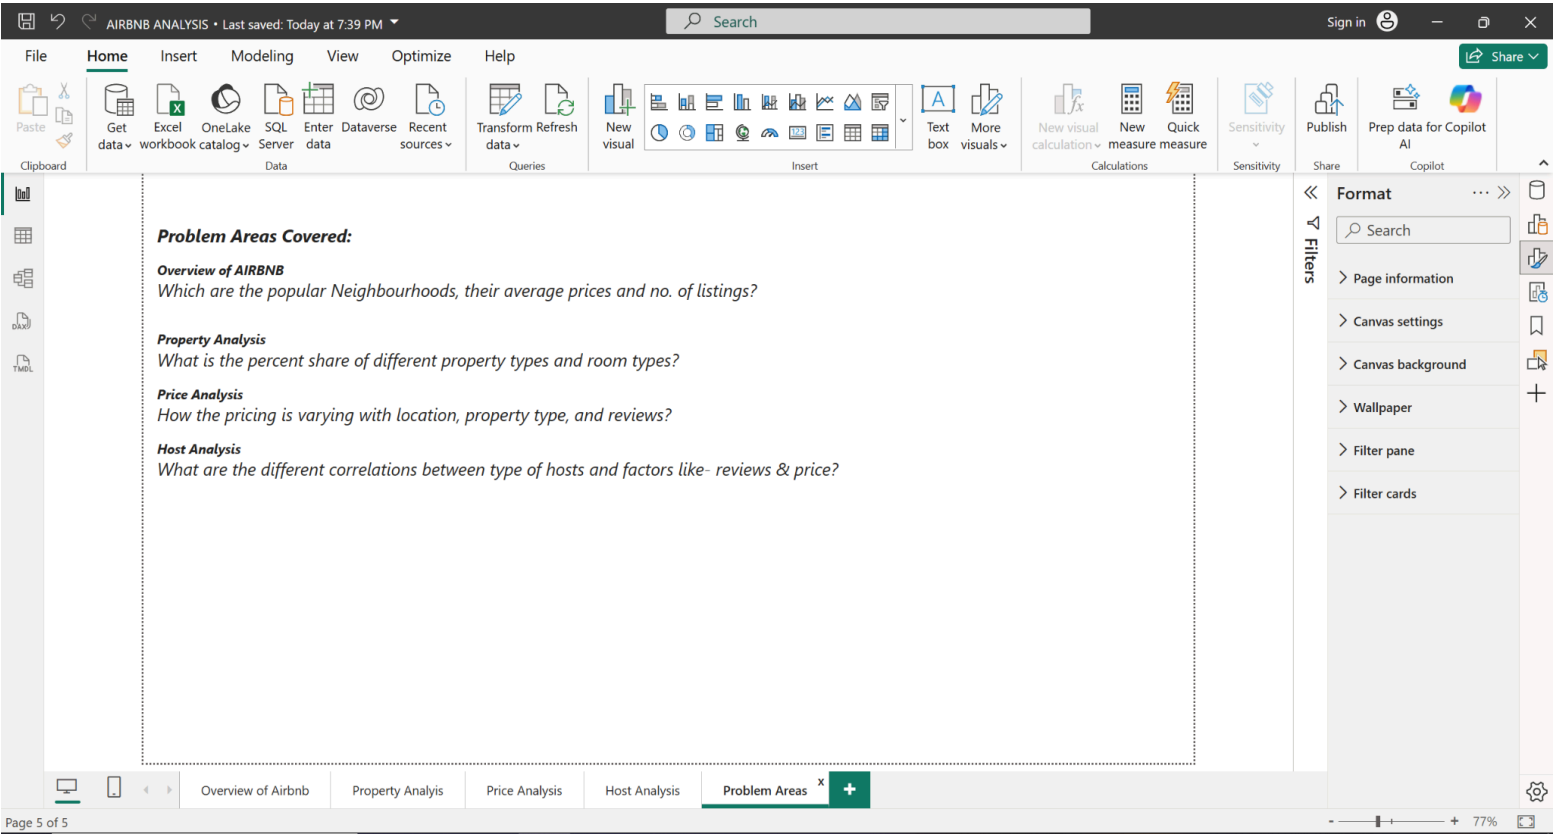 AIRBNB ANALYSIS • Last saved: Today at 7:39 PM
Search
Sign in
File Home Insert Modeling View Optimize Help
Share
Paste
Get data
Excel workbook
OneLake catalog
SQL Server
Enter data
Dataverse
Recent sources
Transform data
Refresh
New visual
123
A
Text box
More visuals
New visual calculation
New measure
Quick measure
Sensitivity
Publish
Prep data for AI
Copilot
Clipboard
Data
Queries
Insert
Calculations
Sensitivity
Share
Copilot
DAX
TMDL
Problem Areas Covered:
Overview of AIRBNB
Which are the popular Neighbourhoods, their average prices and no. of listings?
Property Analysis
What is the percent share of different property types and room types?
Price Analysis
How the pricing is varying with location, property type, and reviews?
Host Analysis
What are the different correlations between type of hosts and factors like- reviews & price?
Filters
Format
Search
Page information
Canvas settings
Canvas background
Wallpaper
Filter pane
Filter cards
Overview of Airbnb
Property Analyis
Price Analysis
Host Analysis
Problem Areas
x
+
Page 5 of 5
- + 77%